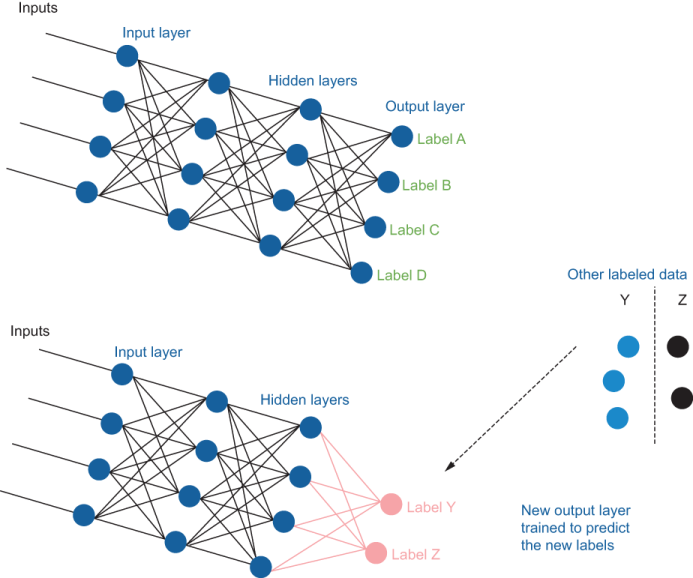 Inputs
Input layer
Hidden layers
Output layer
Label A
Label B
Label C
Label D
Other labeled data
Y
Z
Inputs
Input layer
Hidden layers
Label Y
Label Z
New output layer
trained to predict
the new labels